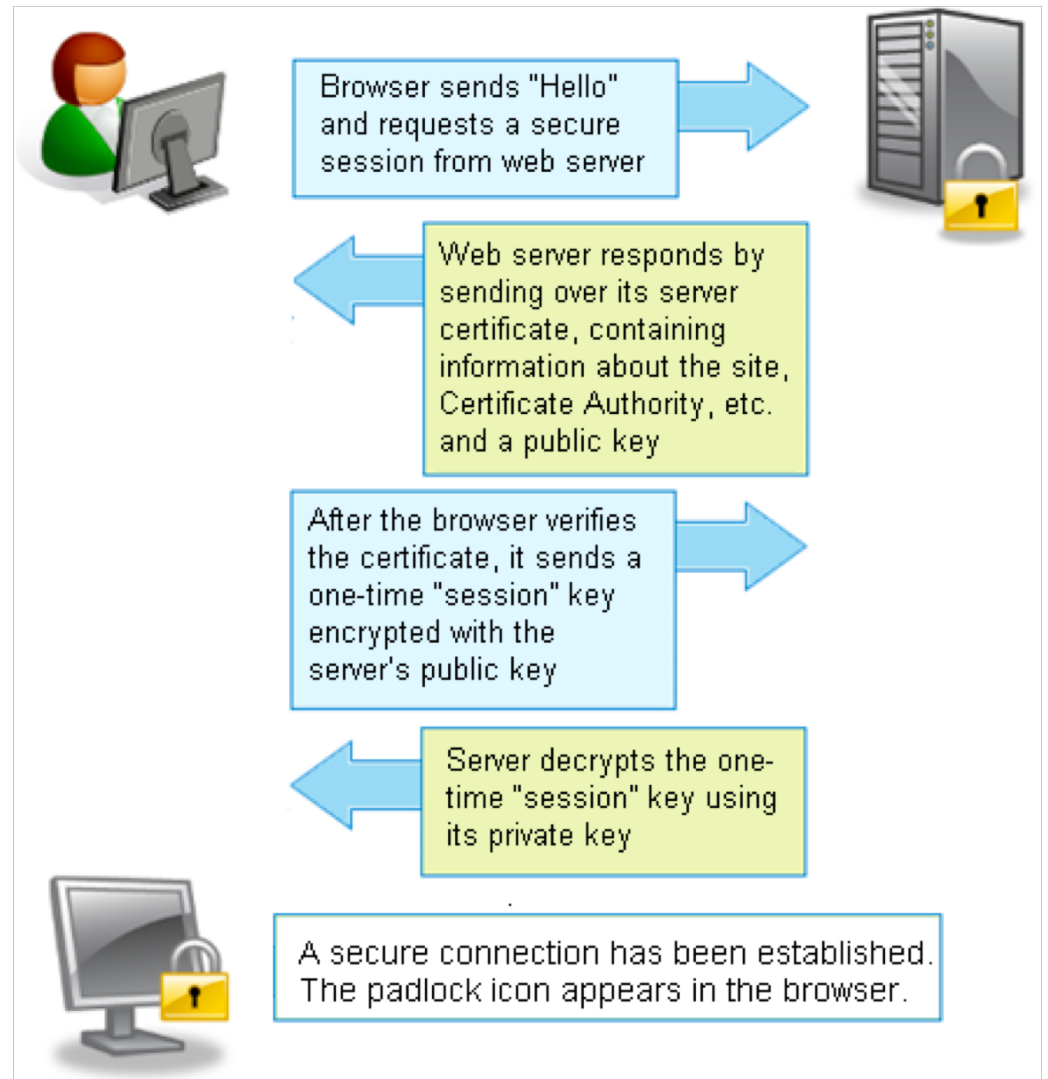 Browser sends "Hello"
and requests a secure
session from web server
Web server responds by
sending over its server
certificate, containing
information about the site,
Certificate Authority, etc.
and a public key
After the browser verifies
the certificate, it sends a
one-time "session" key
encrypted with the
server's public key
Server decrypts the one-
time "session" key using
its private key
A secure connection has been established.
The padlock icon appears in the browser.